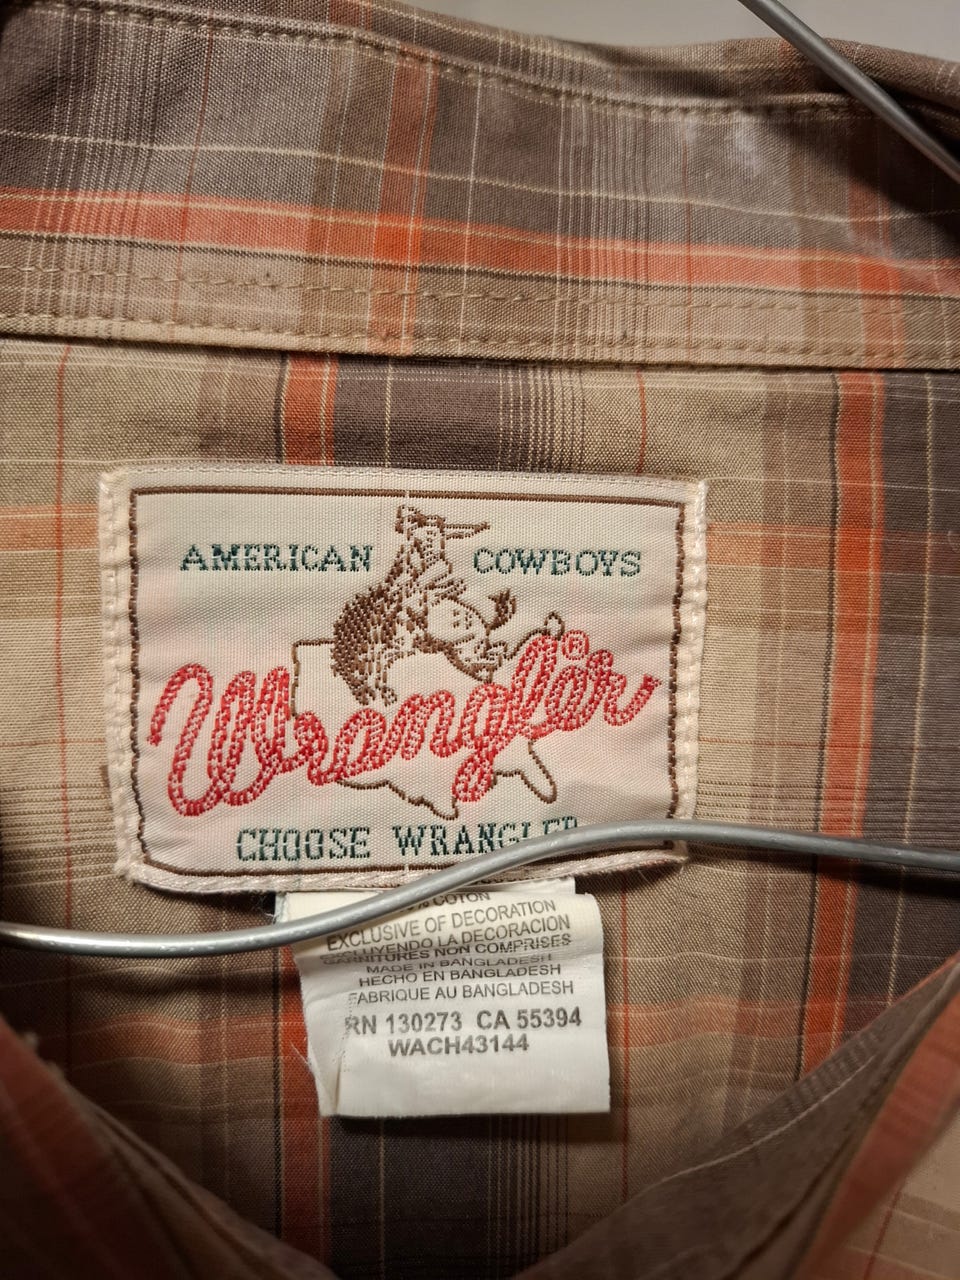 AMERICAN COWBOYS
Wrangler®
CHOOSE WRANGLER
% COTON
EXCLUSIVE OF DECORATION
EXCLUYENDO LA DECORACION
GARNITURES NON COMPRISES
MADE IN BANGLADESH
HECHO EN BANGLADESH
FABRIQUE AU BANGLADESH
RN 130273 CA 55394
WACH43144